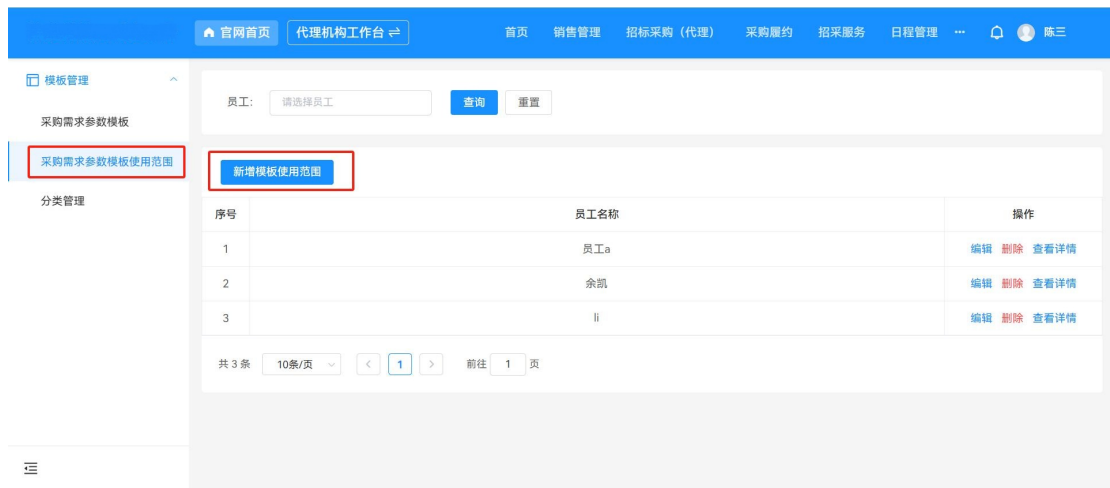 官网首页 代理机构工作台 ⇌ 首页 销售管理 招标采购（代理） 采购履约 招采服务 日程管理 ··· 陈三
模板管理
采购需求参数模板
采购需求参数模板使用范围
分类管理
员工： 请选择员工 查询 重置
新增模板使用范围
序号 员工名称 操作
1 员工a 编辑 删除 查看详情
2 余凯 编辑 删除 查看详情
3 li 编辑 删除 查看详情
共 3 条 10条/页 < 1 > 前往 1 页